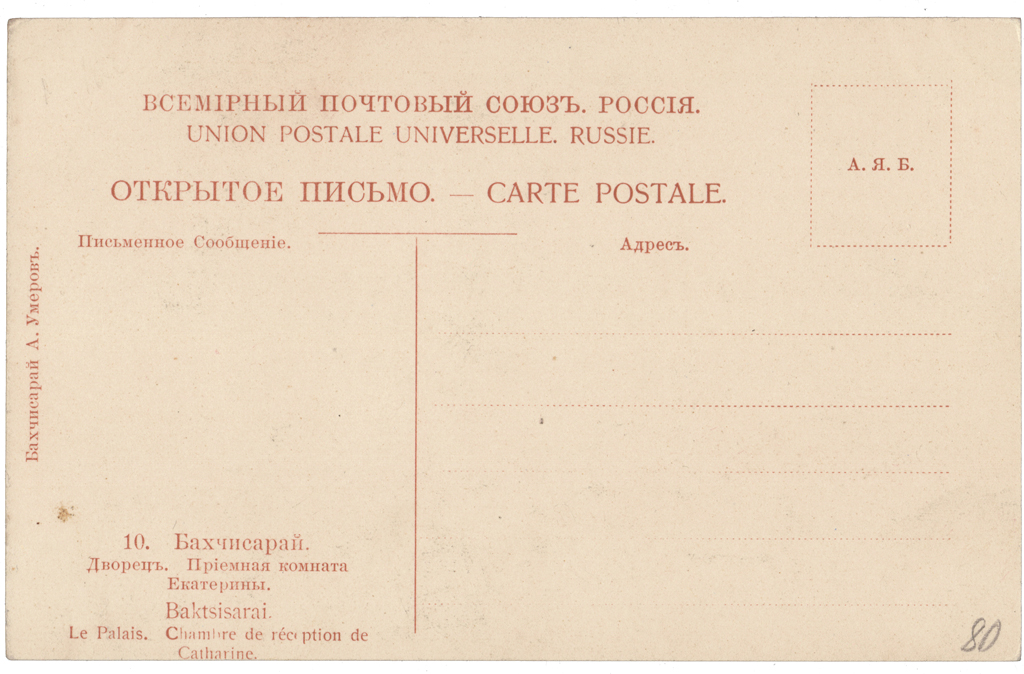 ВСЕМІРНЫЙ ПОЧТОВЫЙ СОЮЗЪ. РОССІЯ.
UNION POSTALE UNIVERSELLE. RUSSIE.
ОТКРЫТОЕ ПИСЬМО. — CARTE POSTALE.
А. Я. Б.
Письменное Сообщеніе.
Адресъ.
Бахчисарай А. Умеровъ.
10. Бахчисарай.
Дворецъ. Пріемная комната
Екатерины.
Baktsisarai.
Le Palais. Chambre de réception de
Catharine.
80